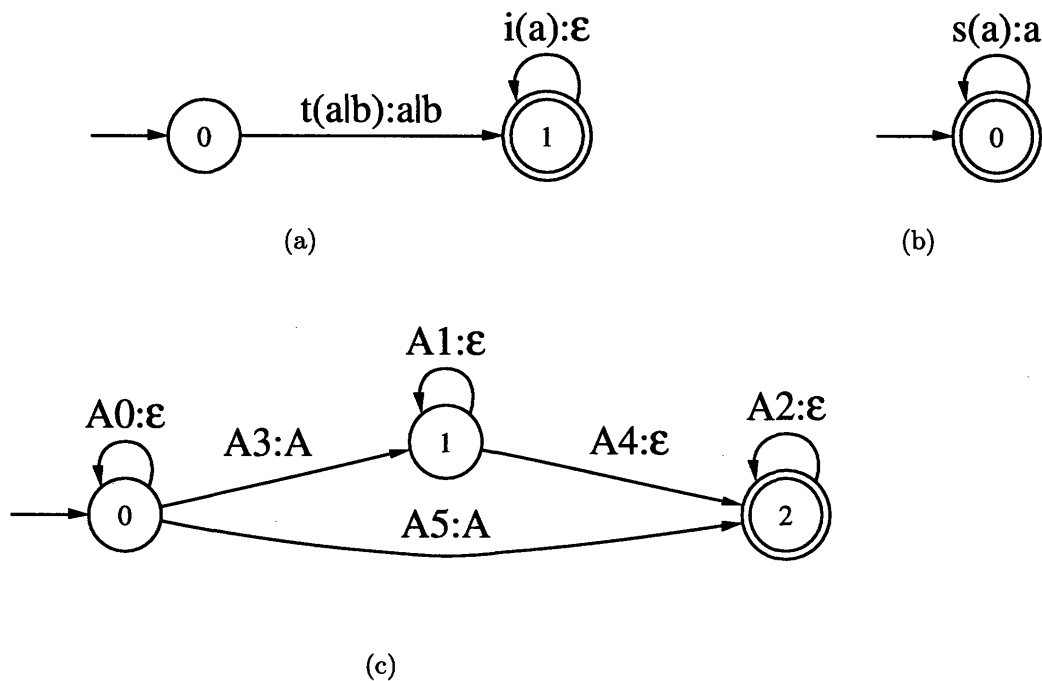 i(a):ε
s(a):a
t(a|b):a|b
0
1
0
(a)
(b)
A1:ε
A0:ε
A2:ε
A3:A
1
A4:ε
0
A5:A
2
(c)